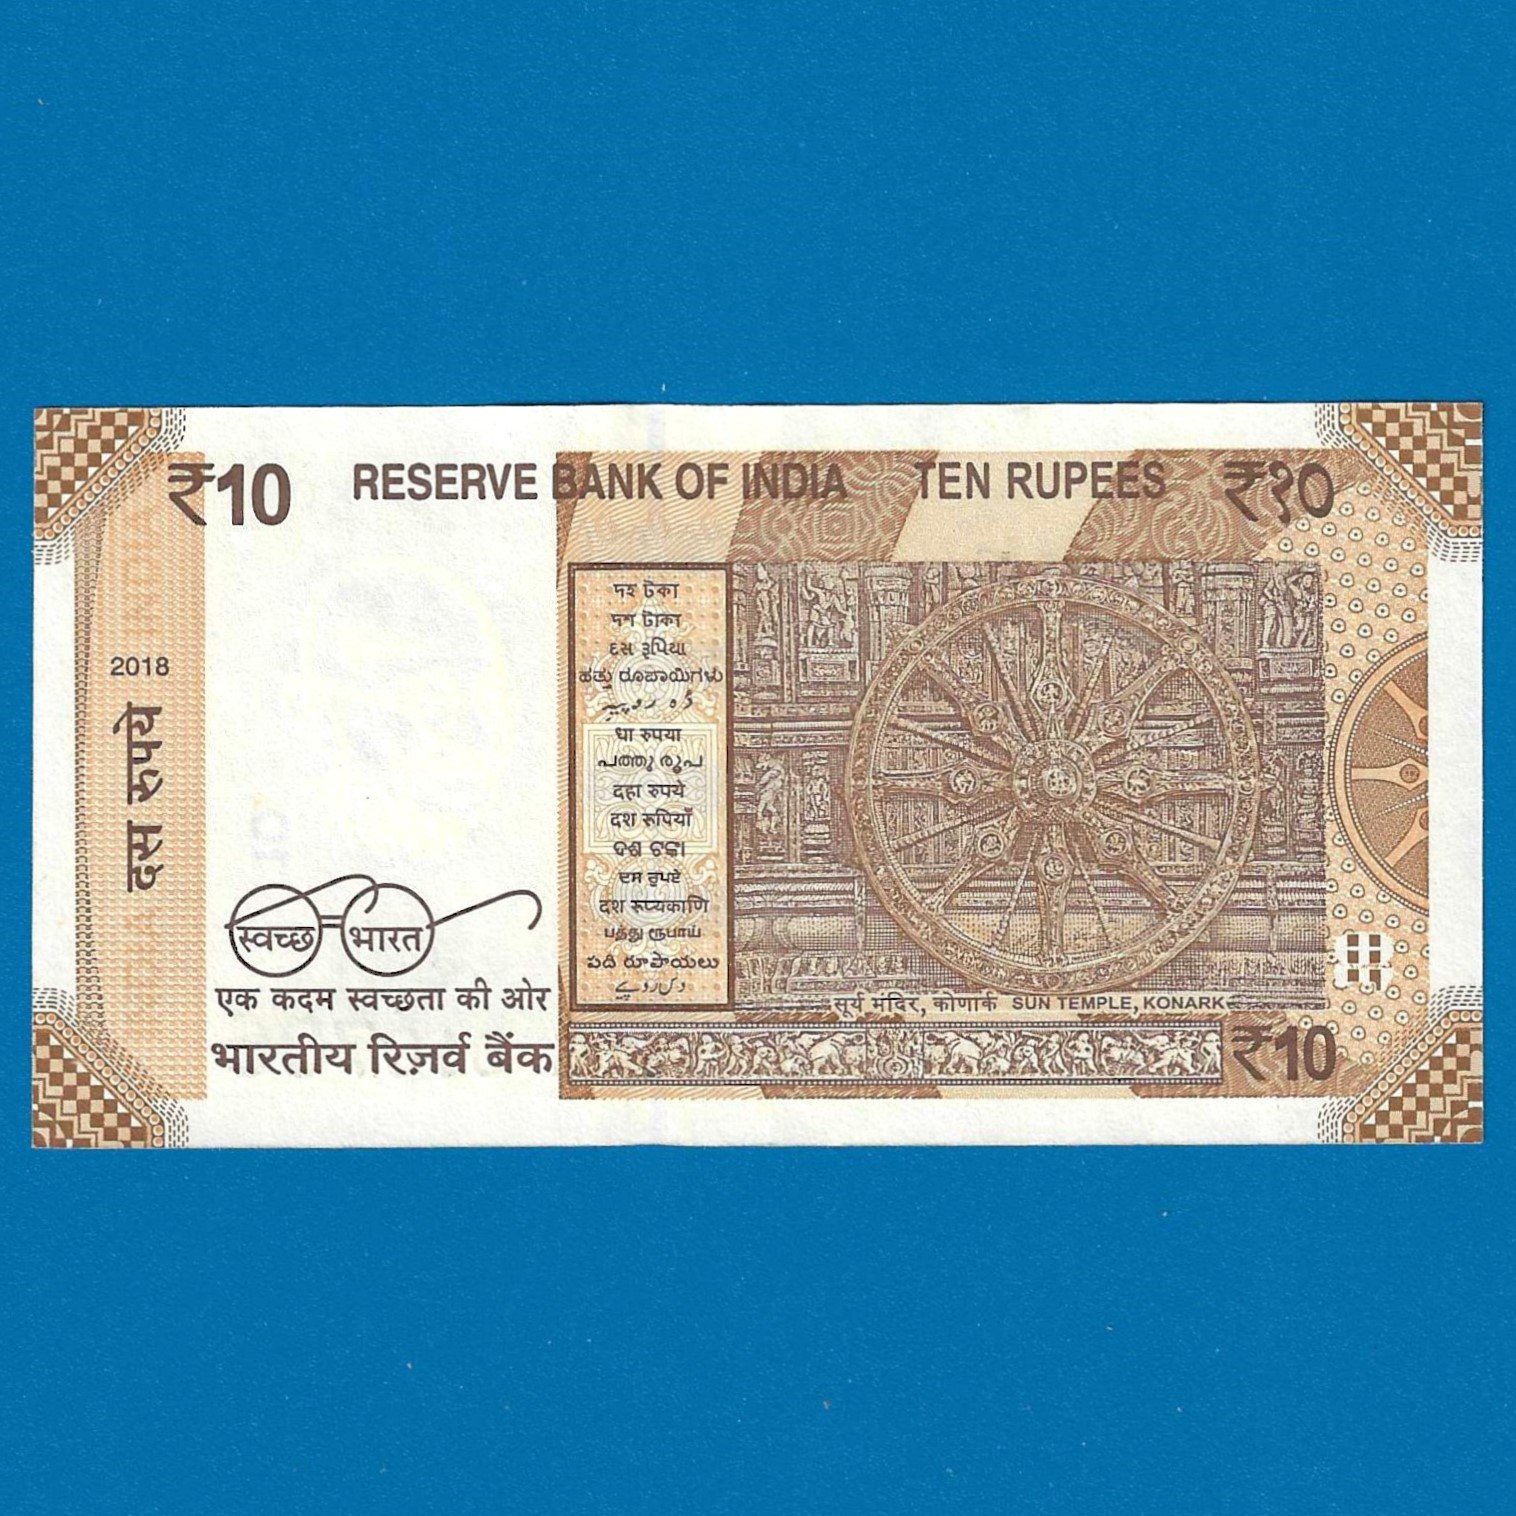 ₹10 RESERVE BANK OF INDIA TEN RUPEES ₹१०
2018
दस रुपये
দহ টকা
দশ টাকা
દસ રૂપિયા
ಹತ್ತು ರೂಪಾಯಿಗಳು
धा रुपया
പത്തു രൂപ
दहा रुपये
दश रुपियाँ
ଦଶ ଟଙ୍କା
ਦਸ ਰੁਪਏ
दश रूप्यकाणि
பத்து ரூபாய்
పది రూపాయలు
دس روپے
सूर्य मंदिर, कोणार्क SUN TEMPLE, KONARK
स्वच्छ भारत
एक कदम स्वच्छता की ओर
भारतीय रिज़र्व बैंक
₹10